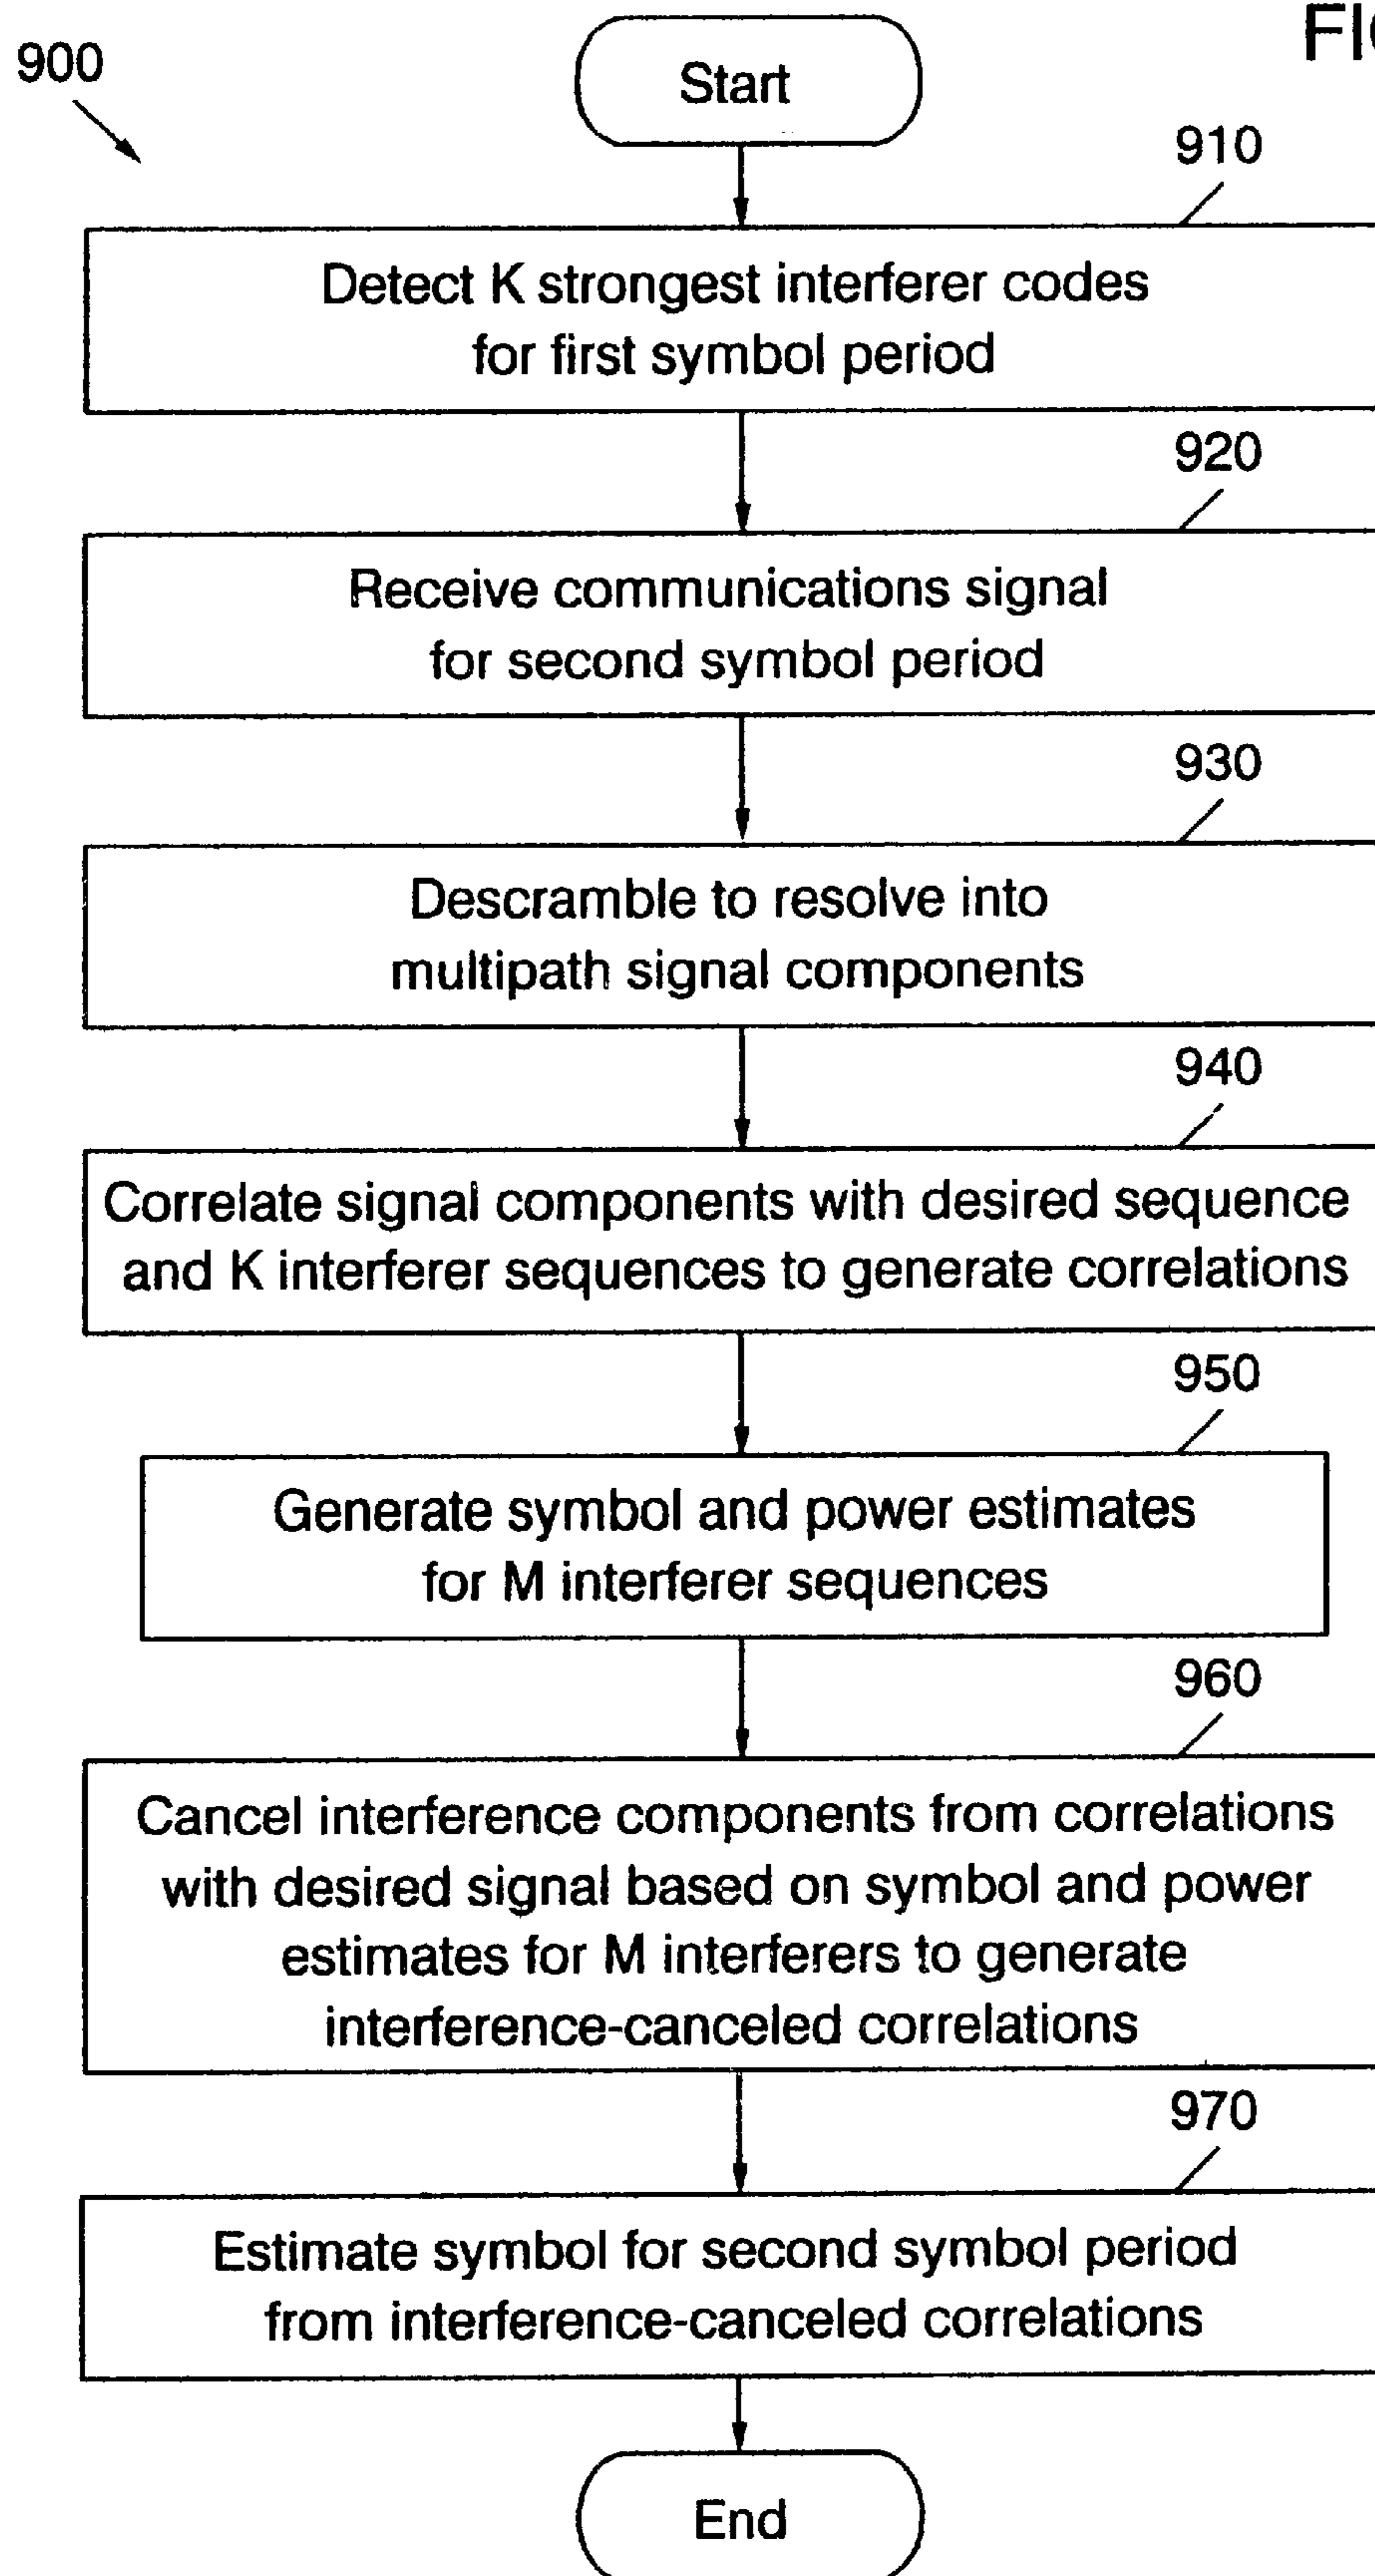 FIG
900
Start
910
Detect K strongest interferer codes
for first symbol period
920
Receive communications signal
for second symbol period
930
Descramble to resolve into
multipath signal components
940
Correlate signal components with desired sequence
and K interferer sequences to generate correlations
950
Generate symbol and power estimates
for M interferer sequences
960
Cancel interference components from correlations
with desired signal based on symbol and power
estimates for M interferers to generate
interference-canceled correlations
970
Estimate symbol for second symbol period
from interference-canceled correlations
End